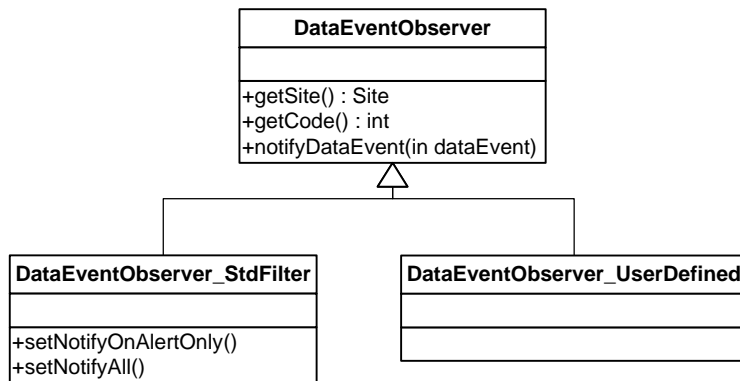 DataEventObserver
+getSite() : Site
+getCode() : int
+notifyDataEvent(in dataEvent)
DataEventObserver_StdFilter
+setNotifyOnAlertOnly()
+setNotifyAll()
DataEventObserver_UserDefined